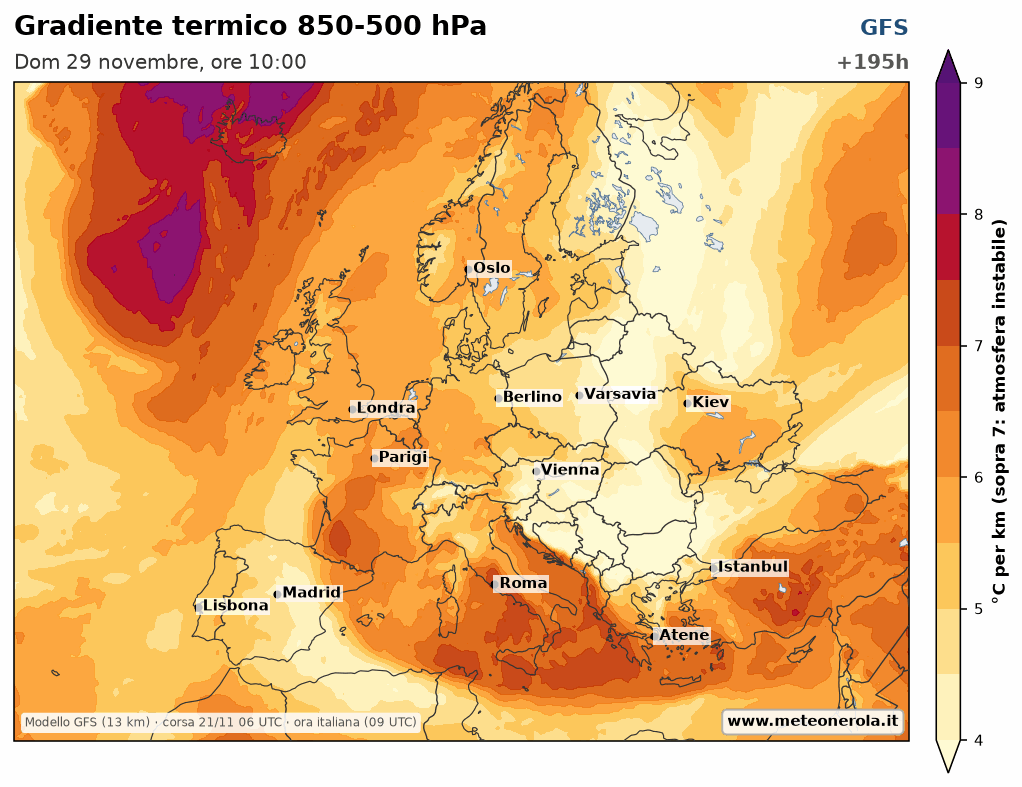 Gradiente termico 850-500 hPa
GFS
Dom 29 novembre, ore 10:00
+195h
Oslo
Londra
Berlino
Varsavia
Kiev
Parigi
Vienna
Istanbul
Roma
Madrid
Lisbona
Atene
9
8
7
6
5
4
°C per km (sopra 7: atmosfera instabile)
Modello GFS (13 km) · corsa 21/11 06 UTC · ora italiana (09 UTC)
www.meteonerola.it